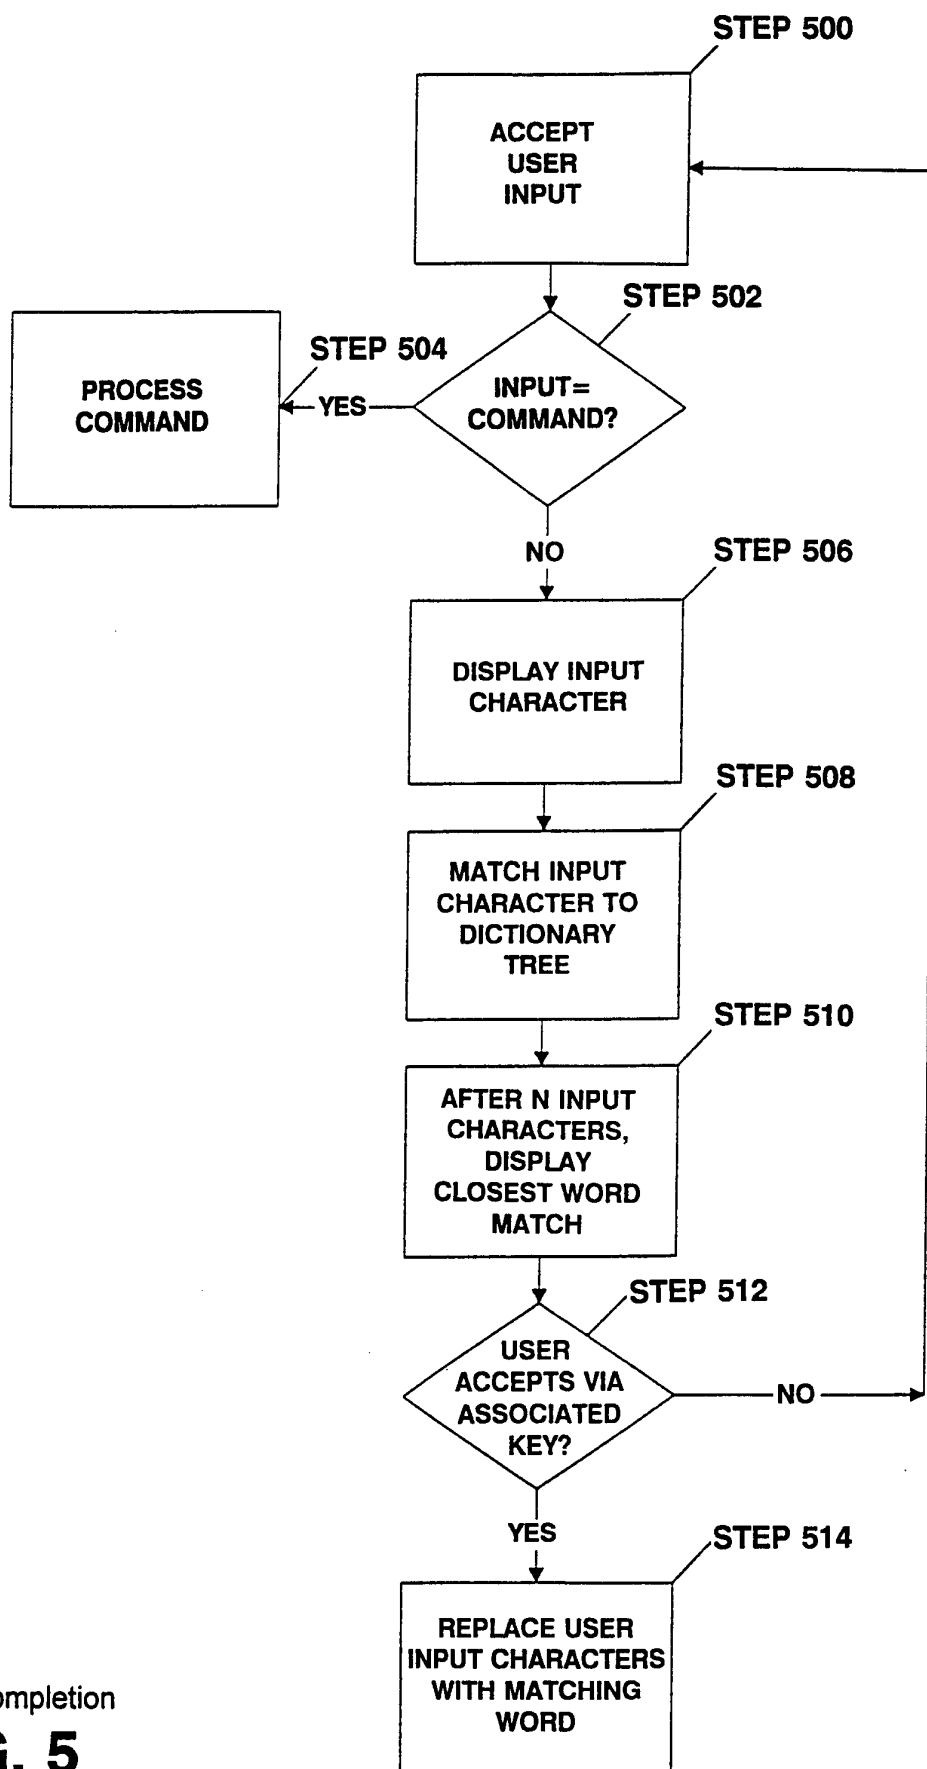 STEP 500
ACCEPT
USER
INPUT
STEP 502
STEP 504
INPUT=
COMMAND?
YES
PROCESS
COMMAND
NO
STEP 506
DISPLAY INPUT
CHARACTER
STEP 508
MATCH INPUT
CHARACTER TO
DICTIONARY
TREE
STEP 510
AFTER N INPUT
CHARACTERS,
DISPLAY
CLOSEST WORD
MATCH
STEP 512
USER
ACCEPTS VIA
ASSOCIATED
KEY?
NO
YES
STEP 514
REPLACE USER
INPUT CHARACTERS
WITH MATCHING
WORD
ompletion
G. 5